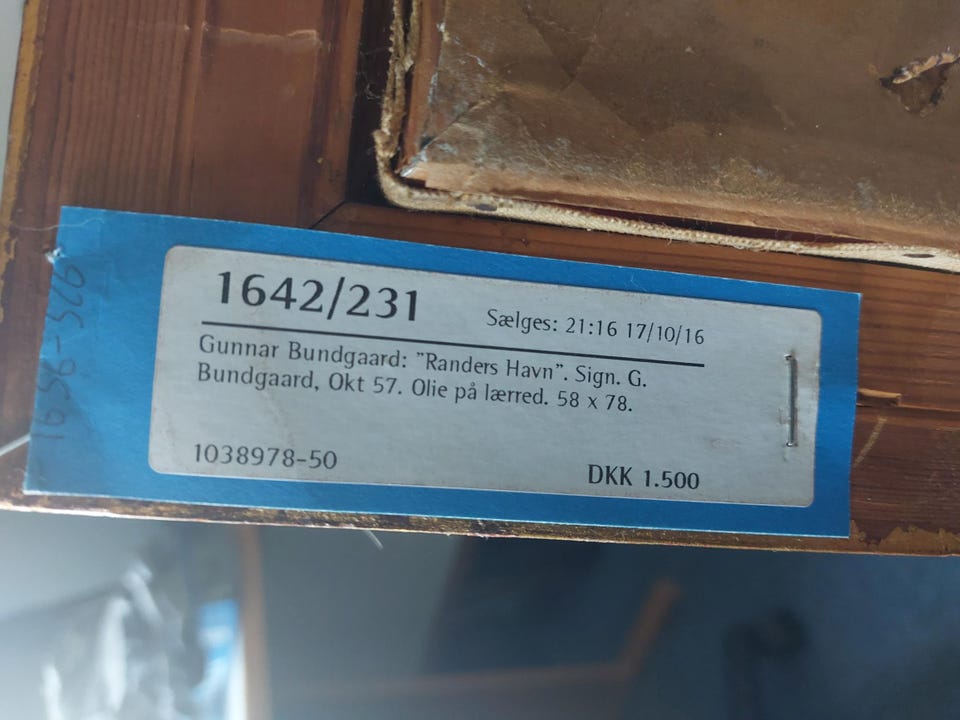 1642/231
Sælges: 21:16 17/10/16
Gunnar Bundgaard: "Randers Havn". Sign. G.
Bundgaard, Okt 57. Olie på lærred. 58 x 78.
1038978-50
DKK 1.500